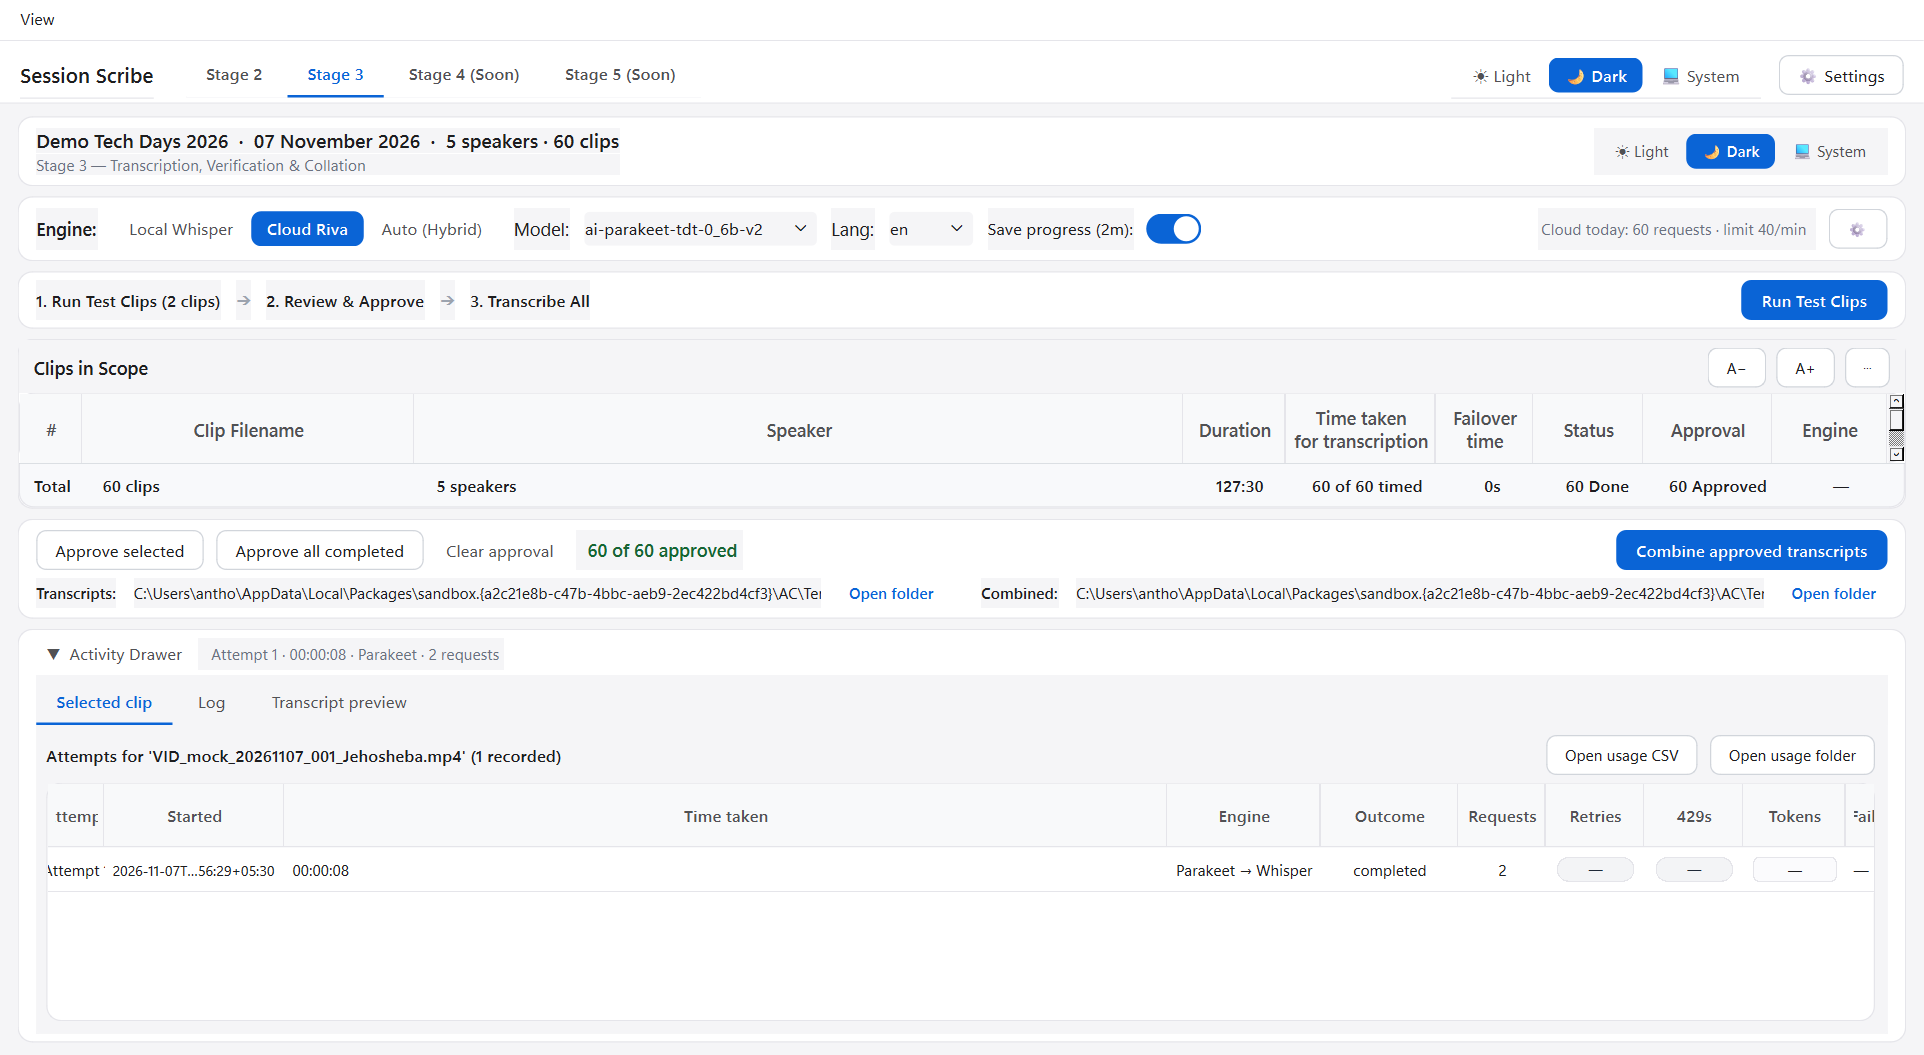 View
Session Scribe
Stage 2
Stage 3
Stage 4 (Soon)
Stage 5 (Soon)
Light
Dark
System
Settings
Demo Tech Days 2026 · 07 November 2026 · 5 speakers · 60 clips
Stage 3 — Transcription, Verification & Collation
Light
Dark
System
Engine:
Local Whisper
Cloud Riva
Auto (Hybrid)
Model:
ai-parakeet-tdt-0_6b-v2
Lang:
en
Save progress (2m):
Cloud today: 60 requests · limit 40/min
1. Run Test Clips (2 clips) → 2. Review & Approve → 3. Transcribe All
Run Test Clips
Clips in Scope
A−
A+
...
#
Clip Filename
Speaker
Duration
Time taken
for transcription
Failover
time
Status
Approval
Engine
Total
60 clips
5 speakers
127:30
60 of 60 timed
0s
60 Done
60 Approved
—
Approve selected
Approve all completed
Clear approval
60 of 60 approved
Combine approved transcripts
Transcripts:
C:\Users\antho\AppData\Local\Packages\sandbox.{a2c21e8b-c47b-4bbc-aeb9-2ec422bd4cf3}\AC\Ter
Open folder
Combined:
C:\Users\antho\AppData\Local\Packages\sandbox.{a2c21e8b-c47b-4bbc-aeb9-2ec422bd4cf3}\AC\Ter
Open folder
▼ Activity Drawer
Attempt 1 · 00:00:08 · Parakeet · 2 requests
Selected clip
Log
Transcript preview
Attempts for 'VID_mock_20261107_001_Jehosheba.mp4' (1 recorded)
Open usage CSV
Open usage folder
ttemp
Started
Time taken
Engine
Outcome
Requests
Retries
429s
Tokens
Fail
Attempt
2026-11-07T...56:29+05:30
00:00:08
Parakeet → Whisper
completed
2
—
—
—
—